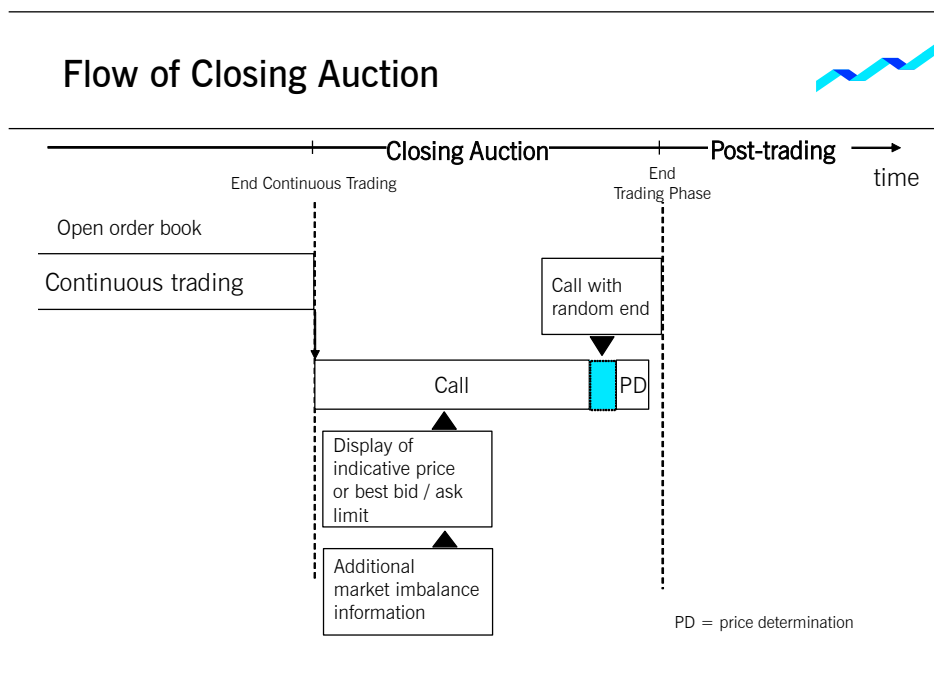 Flow of Closing Auction
Closing Auction
Post-trading
time
End Continuous Trading
End
Trading Phase
Open order book
Continuous trading
Call with
random end
Call
PD
Display of
indicative price
or best bid / ask
limit
Additional
market imbalance
information
PD = price determination